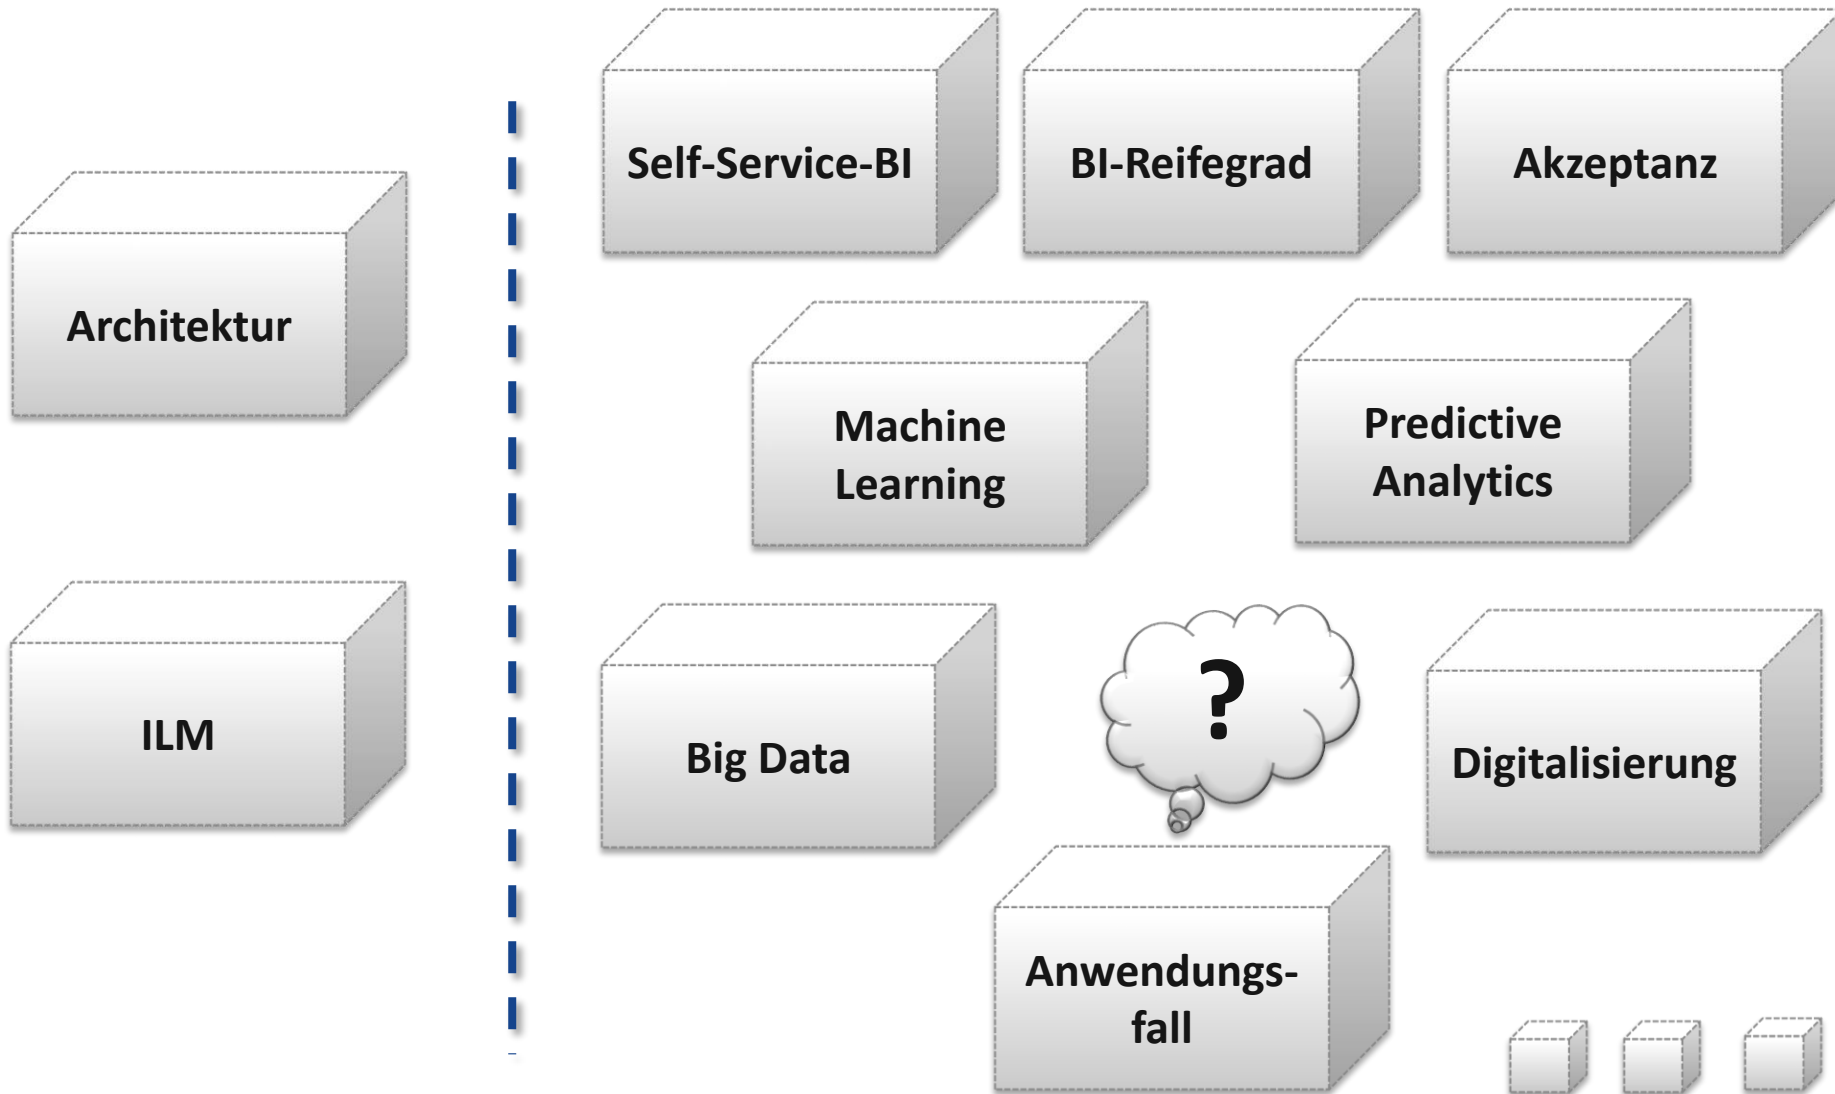 Self-Service-BI
BI-Reifegrad
Akzeptanz
Architektur
Machine
Learning
Predictive
Analytics
ILM
Big Data
?
Digitalisierung
Anwendungs-
fall